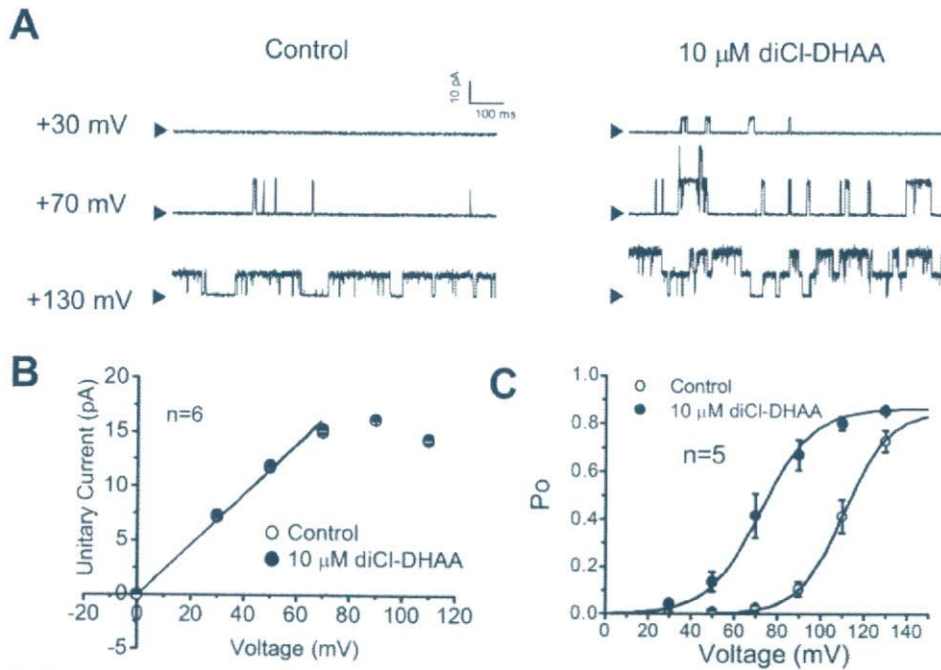 A
Control
10 μM diCl-DHAA
10 pA
100 ms
+30 mV
+70 mV
+130 mV
B
Unitary Current (pA)
20
15
10
5
0
-5
-20
0
20
40
60
80
100
120
n=6
Control
10 μM diCl-DHAA
Voltage (mV)
C
Po
1.0
0.8
0.6
0.4
0.2
0.0
0
20
40
60
80
100
120
140
Control
10 μM diCl-DHAA
n=5
Voltage (mV)